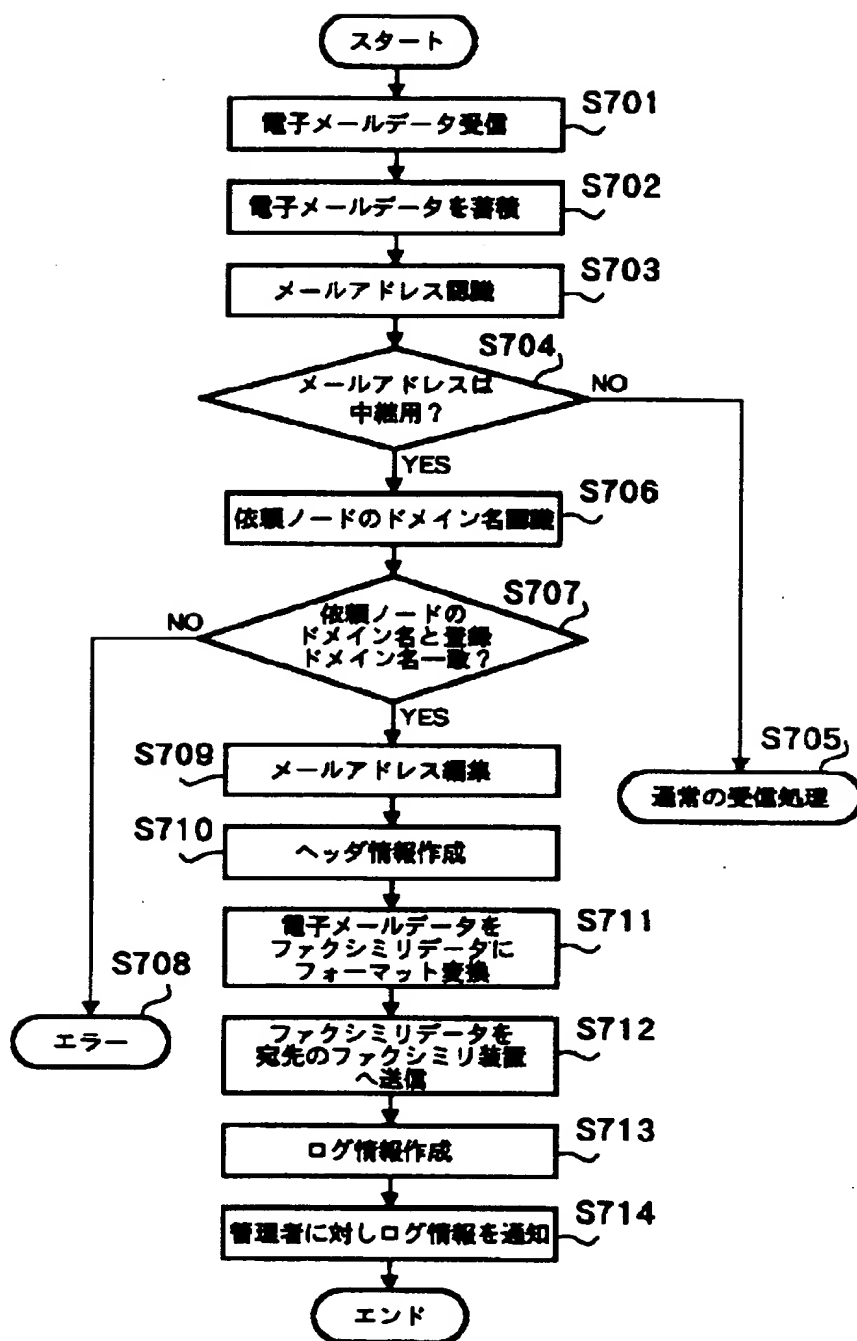 スタート
S701
電子メールデータ受信
S702
電子メールデータを蓄積
S703
メールアドレス認識
S704
メールアドレスは
中継用？
NO
YES
S706
依頼ノードのドメイン名認識
S707
依頼ノードの
ドメイン名と登録
ドメイン名一致？
NO
YES
S705
通常の受信処理
S709
メールアドレス編集
S710
ヘッダ情報作成
S711
電子メールデータを
ファクシミリデータに
フォーマット変換
S708
エラー
S712
ファクシミリデータを
宛先のファクシミリ装置
へ送信
S713
ログ情報作成
S714
管理者に対しログ情報を通知
エンド